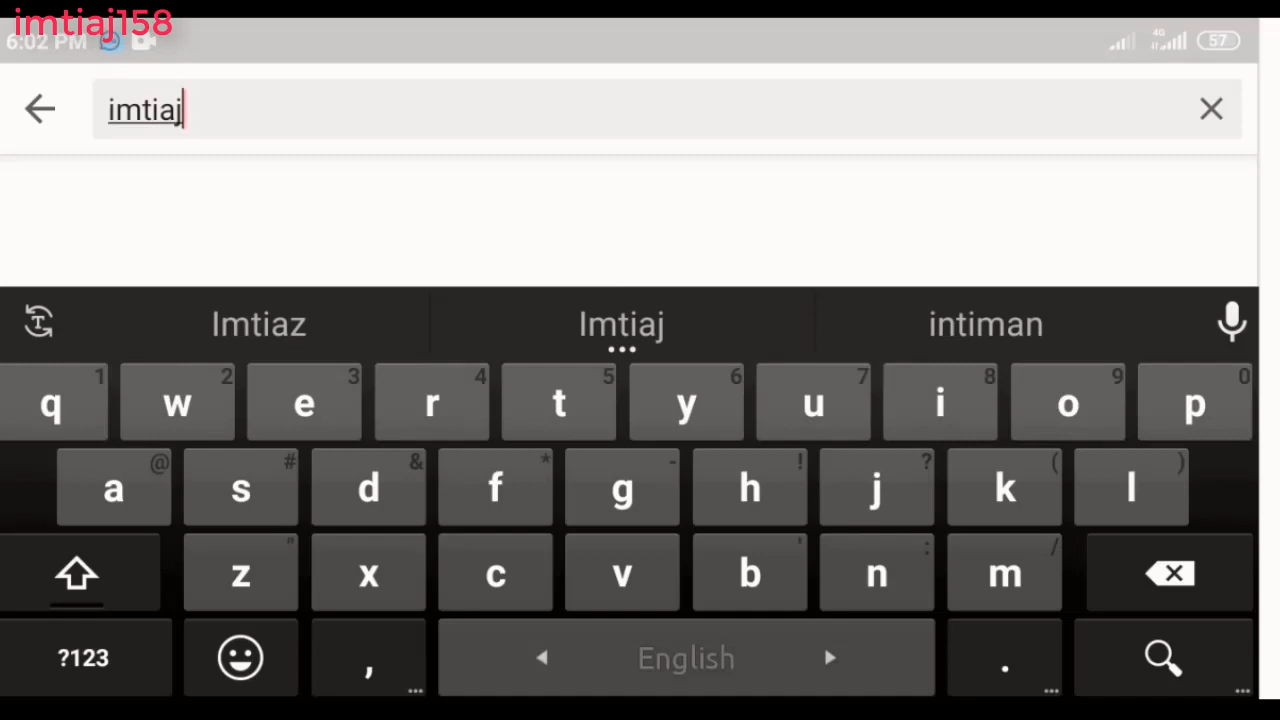 imtiaj158
6:02 PM 4G 57
imtiaj
Imtiaz Imtiaj intiman
1 2 3 4 5 6 7 8 9 0
q w e r t y u i o p
@ # & * - ! ? ( )
a s d f g h j k l
" ' : /
z x c v b n m
?123 , English .